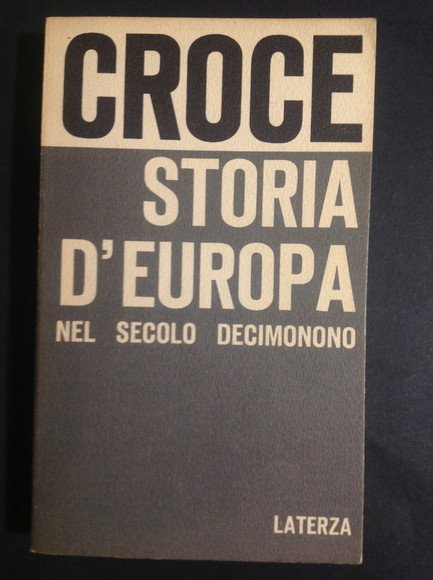 CROCE
STORIA
D'EUROPA
NEL SECOLO DECIMONONO
LATERZA